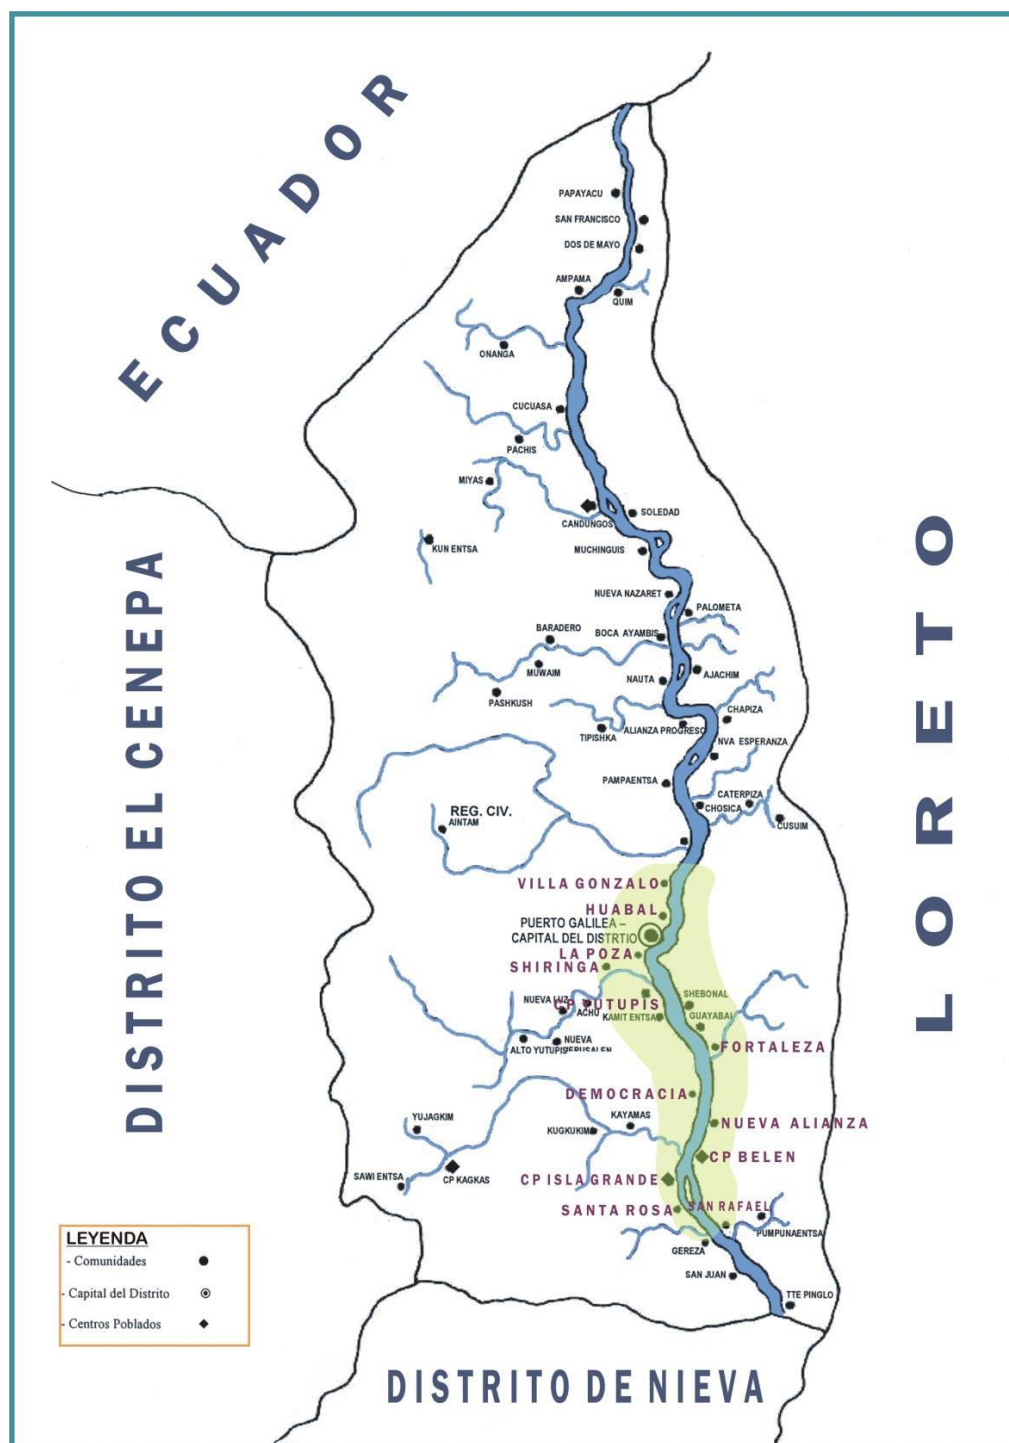 ECUADOR
PAPAYACU
SAN FRANCISCO
DOS DE MAYO
AMPAMA
QUIM
ONANGA
CUCUASA
PACHIS
MIYAS
CANDUNGOS
SOLEDAD
KUN ENTSA
MUCHINGUIS
NUEVA NAZARET
PALOMETA
BARADERO
BOCA AYAMBIS
MUWAIM
NAUTA
AJACHIM
PASHKUSH
CHAPIZA
TIPISHKA
ALIANZA PROGRESO
NVA ESPERANZA
PAMPAENTSA
CATERPIZA
CHOSICA
CUSUIM
REG. CIV.
AINTAM
DISTRITO EL CENEPA
LORETO
VILLA GONZALO
HUABAL
PUERTO GALILEA –
CAPITAL DEL DISTRTIO
LA POZA
SHIRINGA
CP YUTUPIS
SHEBONAL
NUEVA LUZ
ACHU
KAMIT ENTSA
GUAYABAL
ALTO YUTUPIS
NUEVA
JERUSALEN
FORTALEZA
DEMOCRACIA
YUJAGKIM
KUGKUKIM
KAYAMAS
NUEVA ALIANZA
CP BELEN
SAWI ENTSA
CP KAGKAS
CP ISLA GRANDE
SANTA ROSA
SAN RAFAEL
PUMPUNAENTSA
GEREZA
SAN JUAN
TTE PINGLO
LEYENDA
- Comunidades
- Capital del Distrito
- Centros Poblados
DISTRITO DE NIEVA